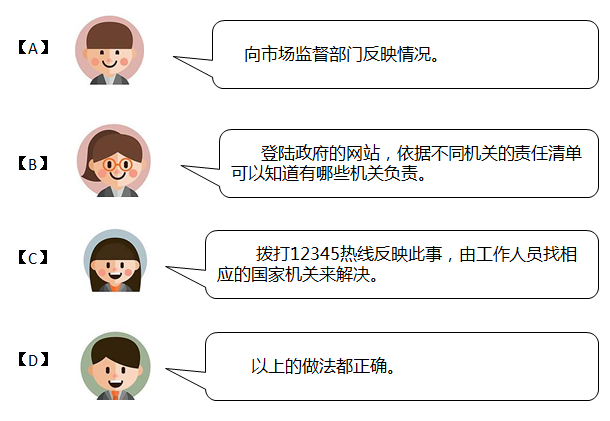 【A】
向市场监督部门反映情况。
【B】
登陆政府的网站，依据不同机关的责任清单
可以知道有哪些机关负责。
【C】
拨打12345热线反映此事，由工作人员找相
应的国家机关来解决。
【D】
以上的做法都正确。